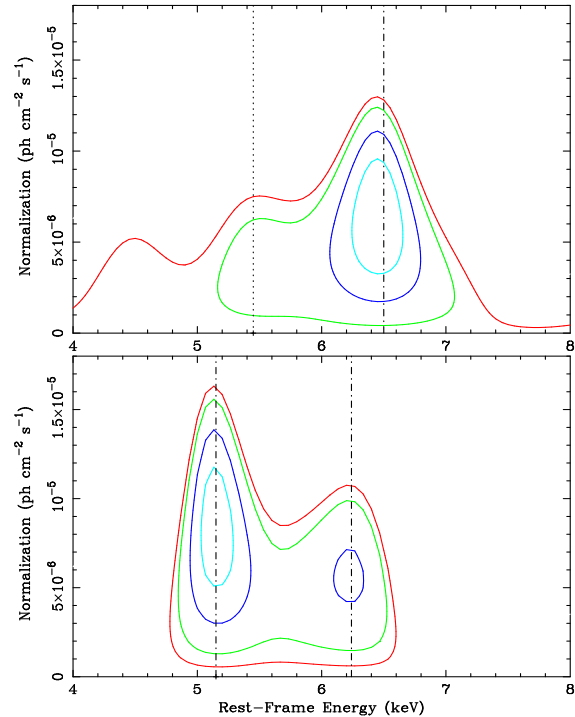 Normalization (ph cm⁻² s⁻¹)
0
5×10⁻⁶
10⁻⁵
1.5×10⁻⁵
4 5 6 7 8
Normalization (ph cm⁻² s⁻¹)
0
5×10⁻⁶
10⁻⁵
1.5×10⁻⁵
4 5 6 7 8
Rest−Frame Energy (keV)